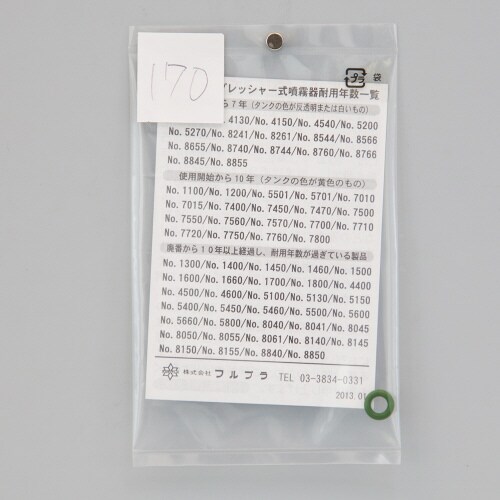 170
プラ 袋
プレッシャー式噴霧器耐用年数一覧
から7年（タンクの色が反透明または白いもの）
4130/No. 4150/No. 4540/No. 5200
No. 5270/No. 8241/No. 8261/No. 8544/No. 8566
No. 8655/No. 8740/No. 8744/No. 8760/No. 8766
No. 8845/No. 8855
使用開始から10年（タンクの色が黄色のもの）
No. 1100/No. 1200/No. 5501/No. 5701/No. 7010
No. 7015/No. 7400/No. 7450/No. 7470/No. 7500
No. 7550/No. 7560/No. 7570/No. 7700/No. 7710
No. 7720/No. 7750/No. 7760/No. 7800
廃番から10年以上経過し、耐用年数が過ぎている製品
No. 1300/No. 1400/No. 1450/No. 1460/No. 1500
No. 1600/No. 1660/No. 1700/No. 1800/No. 4400
No. 4500/No. 4600/No. 5100/No. 5130/No. 5150
No. 5400/No. 5450/No. 5460/No. 5500/No. 5600
No. 5660/No. 5800/No. 8040/No. 8041/No. 8045
No. 8050/No. 8055/No. 8061/No. 8140/No. 8145
No. 8150/No. 8155/No. 8840/No. 8850
株式会社 フルプラ TEL 03-3834-0331
2013.01